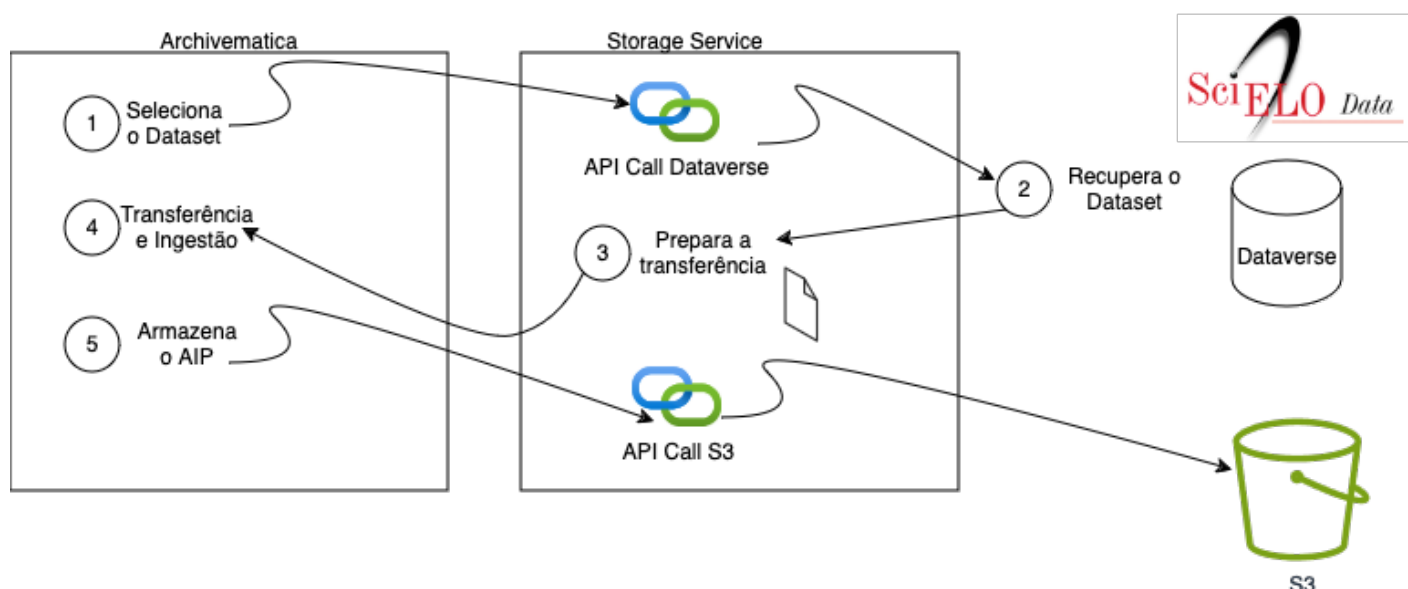 Archivematica
Storage Service
SciELO Data
1
Seleciona
o Dataset
API Call Dataverse
2
Recupera o
Dataset
4
Transferência
e Ingestão
3
Prepara a
transferência
Dataverse
5
Armazena
o AIP
API Call S3
S3